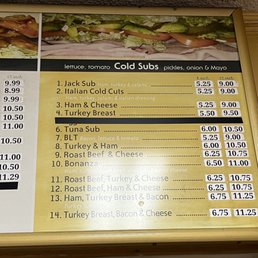 lettuce, tomato Cold Subs pickles, onion & Mayo
1. Jack Sub 5.25 9.00
2. Italian Cold Cuts 5.25 9.00
3. Ham & Cheese 5.25 9.00
4. Turkey Breast 5.50 9.50
6. Tuna Sub 6.00 10.50
7. BLT 5.25 9.00
8. Turkey & Ham 6.00 10.50
9. Roast Beef & Cheese 6.25 10.75
10. Bonanza 6.50 11.00
11. Roast Beef, Turkey & Cheese 6.25 10.75
12. Roast Beef, Ham & Cheese 6.25 10.75
13. Ham, Turkey & Bacon 6.75 11.25
14. Turkey Breast, Bacon & Cheese 6.75 11.25
9.99
8.99
9.99
10.50
11.00
10.50
11.00
10.50
11.29